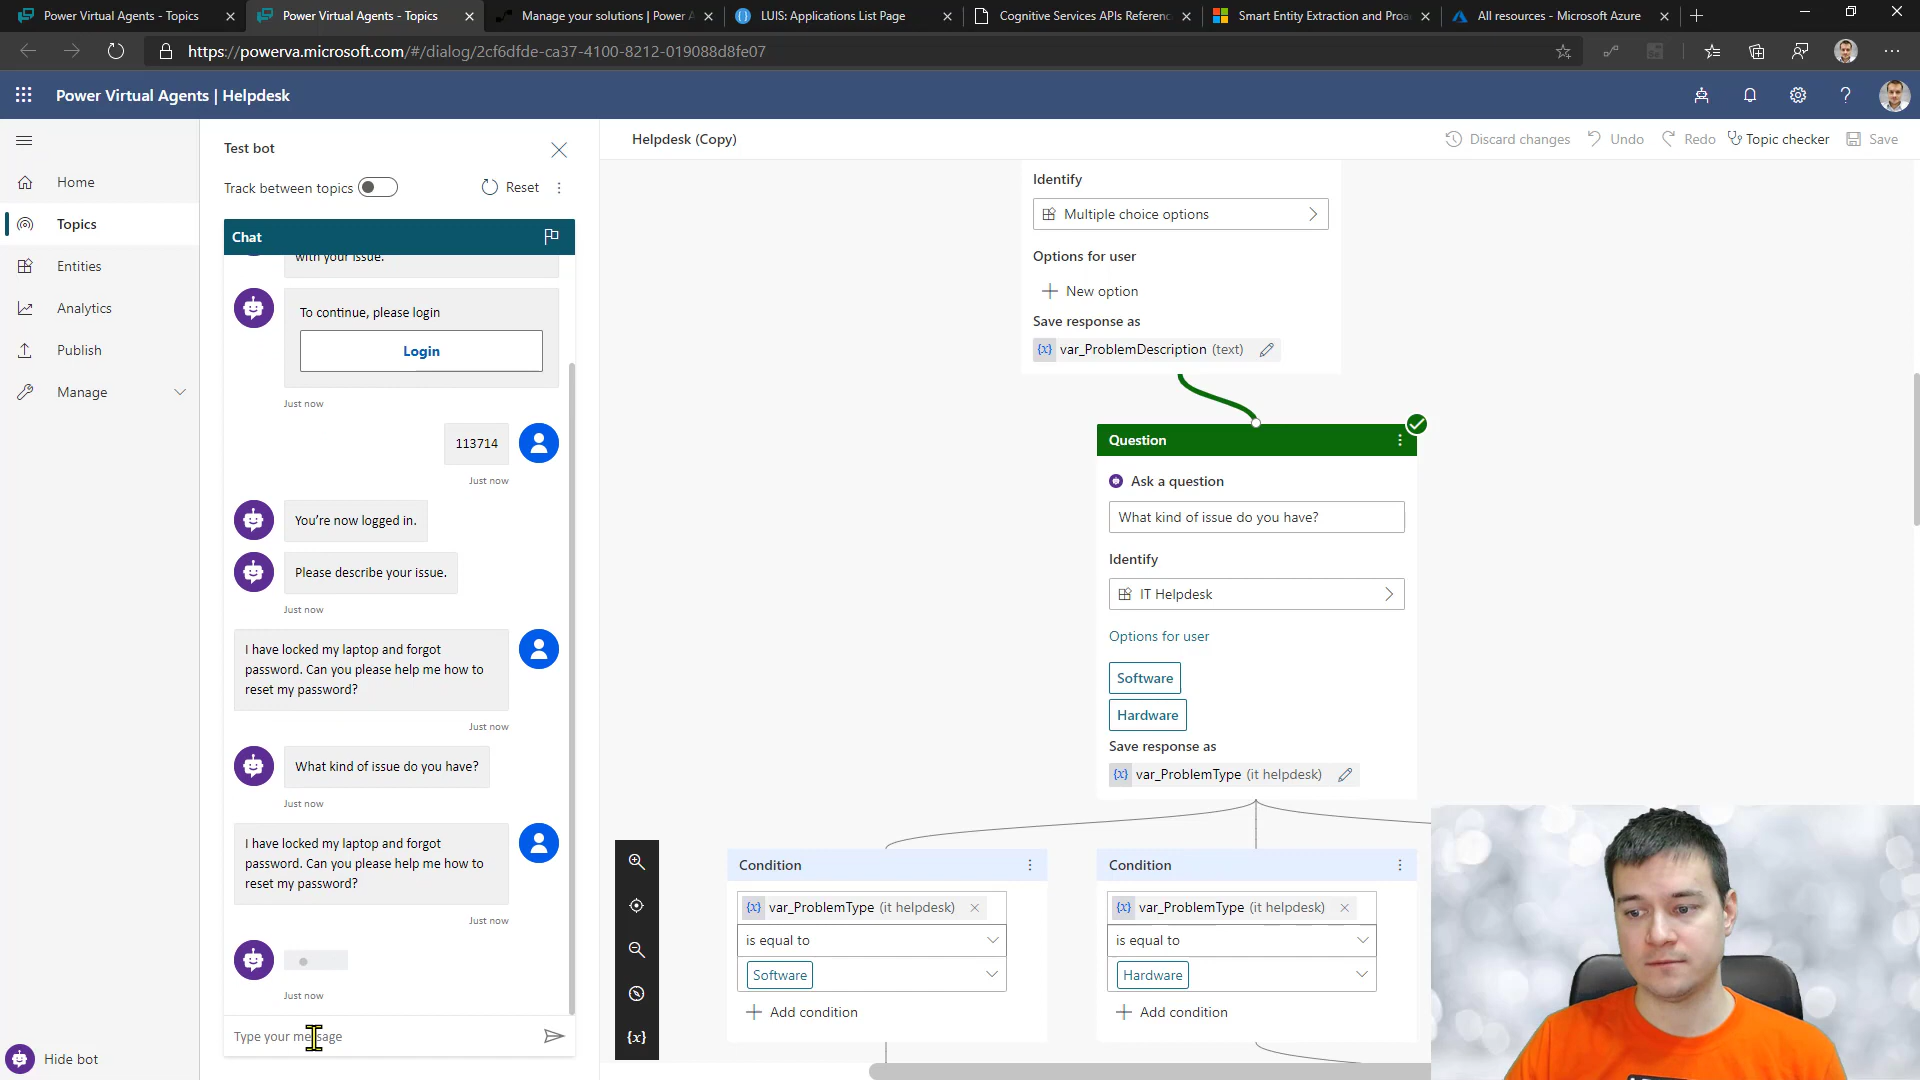 Power Virtual Agents - Topics
Power Virtual Agents - Topics
Manage your solutions | Power A
LUIS: Applications List Page
Cognitive Services APIs Referenc
Smart Entity Extraction and Proa
All resources - Microsoft Azure
https://powerva.microsoft.com/#/dialog/2cf6dfde-ca37-4100-8212-019088d8fe07
Power Virtual Agents | Helpdesk
Home
Topics
Entities
Analytics
Publish
Manage
Hide bot
Test bot
Track between topics
Reset
Chat
with your issue.
To continue, please login
Login
Just now
113714
Just now
You're now logged in.
Please describe your issue.
Just now
I have locked my laptop and forgot
password. Can you please help me how to
reset my password?
Just now
What kind of issue do you have?
Just now
I have locked my laptop and forgot
password. Can you please help me how to
reset my password?
Just now
Just now
Type your message
Helpdesk (Copy)
Discard changes
Undo
Redo
Topic checker
Save
Identify
Multiple choice options
Options for user
New option
Save response as
{x} var_ProblemDescription (text)
Question
Ask a question
What kind of issue do you have?
Identify
IT Helpdesk
Options for user
Software
Hardware
Save response as
{x} var_ProblemType (it helpdesk)
Condition
{x} var_ProblemType (it helpdesk)
is equal to
Software
Add condition
Condition
{x} var_ProblemType (it helpdesk)
is equal to
Hardware
Add condition
{x}